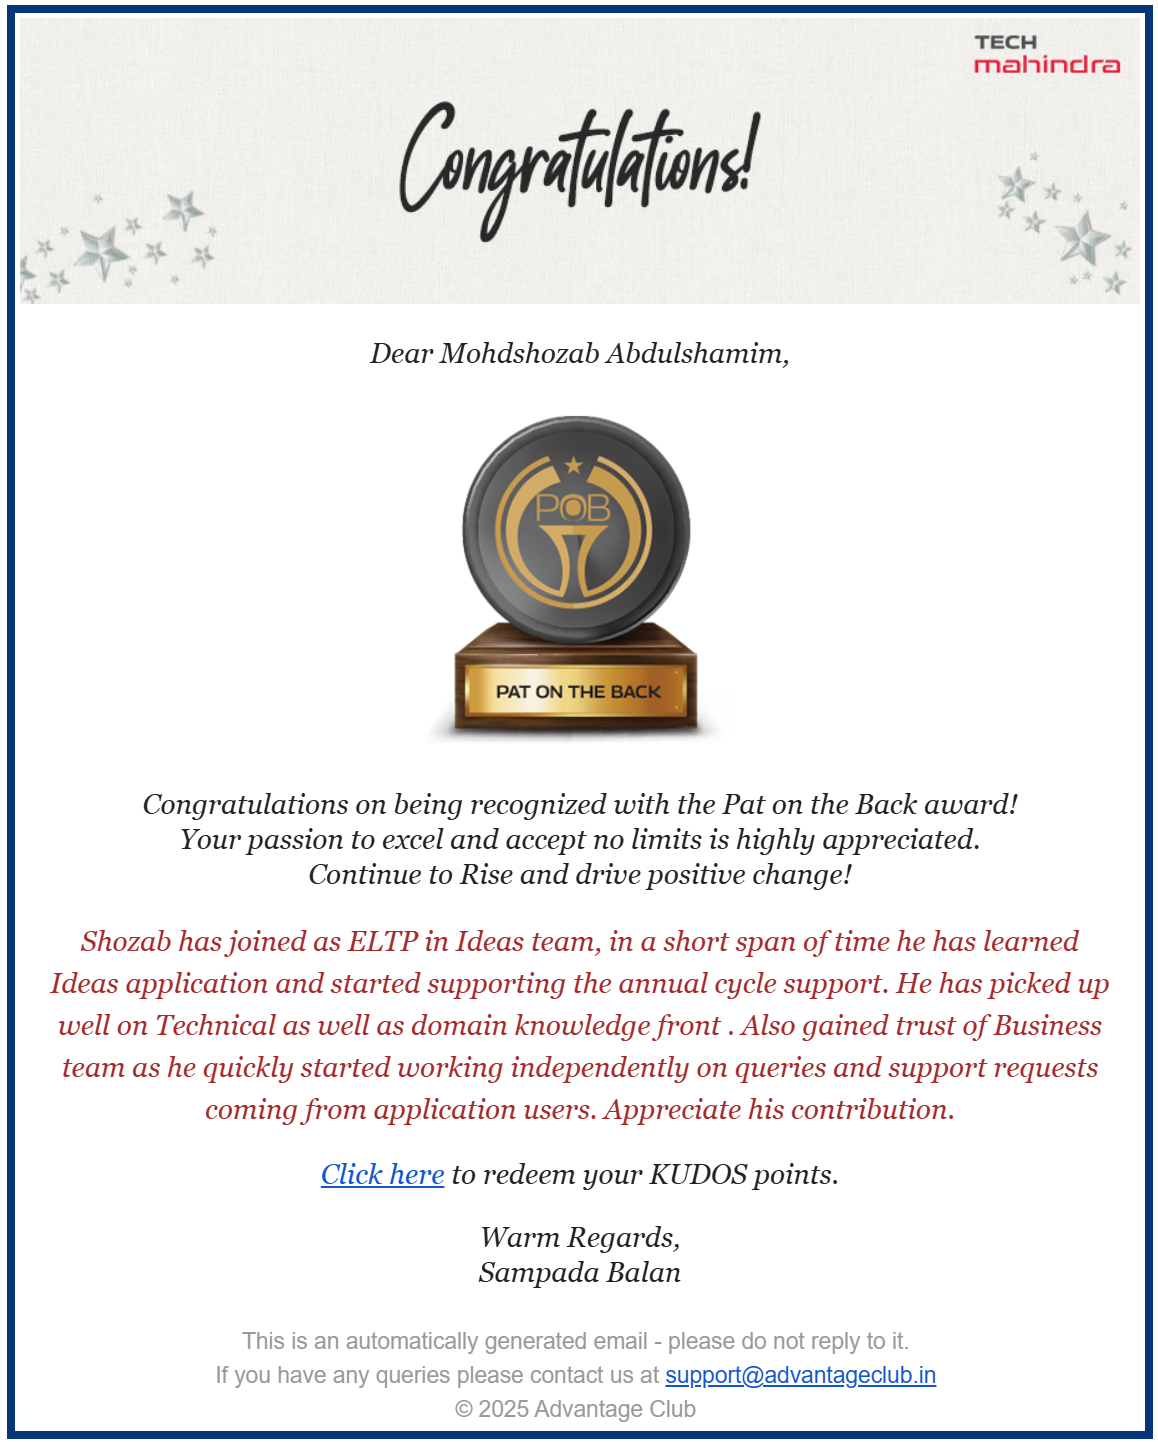 TECH
mahindra
Congratulations!
Dear Mohdshozab Abdulshamim,
POB
PAT ON THE BACK
Congratulations on being recognized with the Pat on the Back award!
Your passion to excel and accept no limits is highly appreciated.
Continue to Rise and drive positive change!
Shozab has joined as ELTP in Ideas team, in a short span of time he has learned
Ideas application and started supporting the annual cycle support. He has picked up
well on Technical as well as domain knowledge front . Also gained trust of Business
team as he quickly started working independently on queries and support requests
coming from application users. Appreciate his contribution.
Click here to redeem your KUDOS points.
Warm Regards,
Sampada Balan
This is an automatically generated email - please do not reply to it.
If you have any queries please contact us at support@advantageclub.in
© 2025 Advantage Club